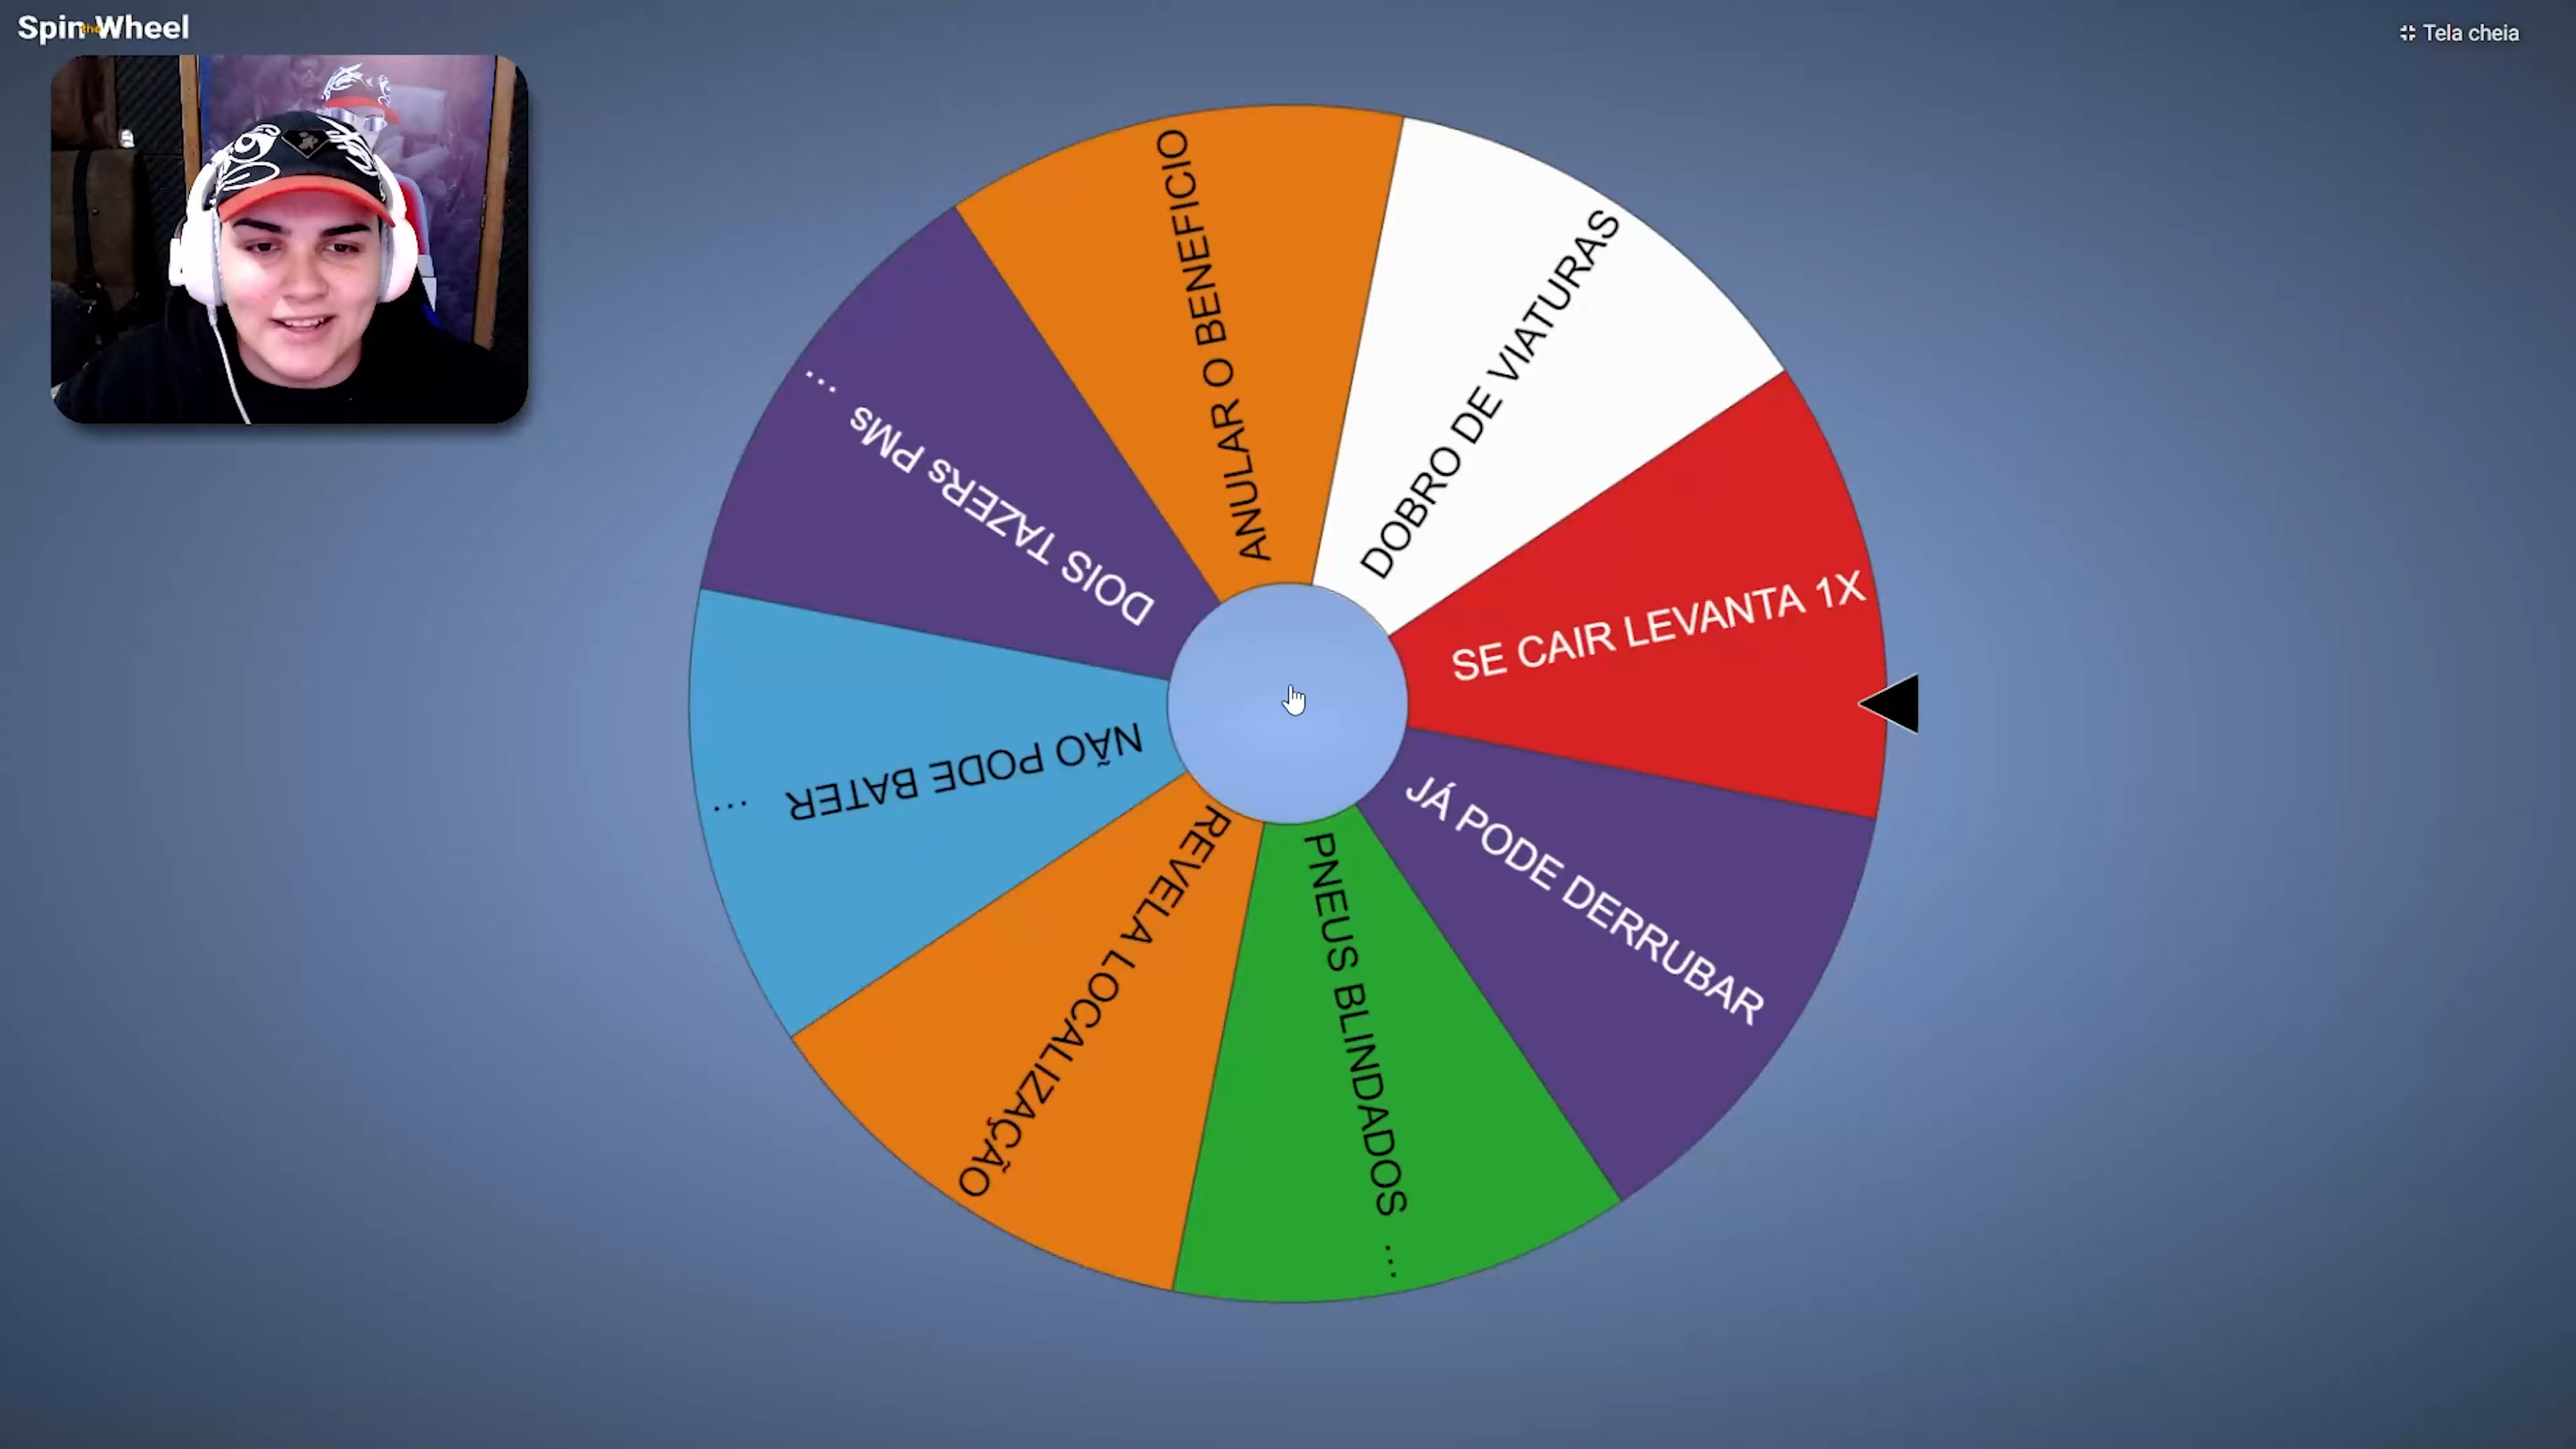 Spin the Wheel
Tela cheia
ANULAR O BENEFICIO
DOBRO DE VIATURAS
SE CAIR LEVANTA 1X
JÁ PODE DERRUBAR
PNEUS BLINDADOS ...
REVELA LOCALIZAÇÃO
NÃO PODE BATER ...
DOIS TAZERs PMs ...